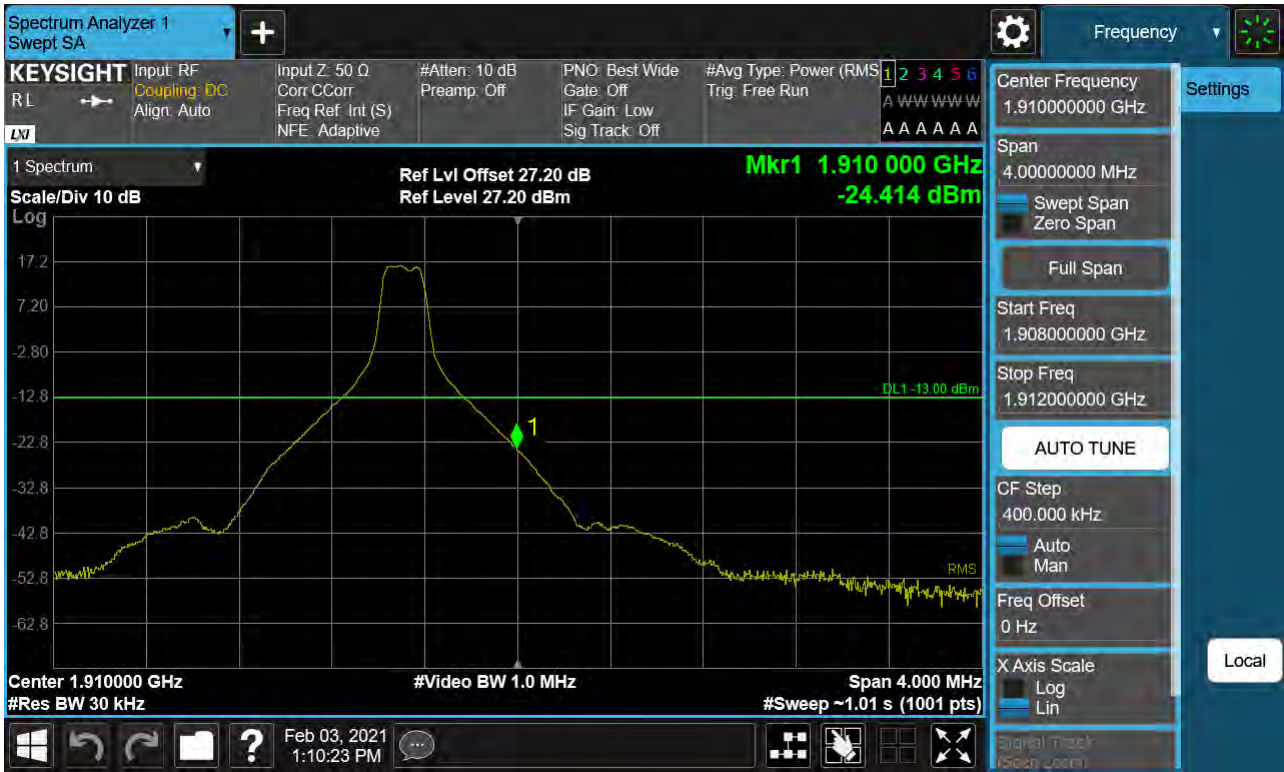 Spectrum Analyzer 1
Swept SA
+
Frequency
KEYSIGHT
RL
LXI
Input: RF
Coupling: DC
Align: Auto
Input Z: 50 Ω
Corr CCorr
Freq Ref: Int (S)
NFE: Adaptive
#Atten: 10 dB
Preamp: Off
PNO: Best Wide
Gate: Off
IF Gain: Low
Sig Track: Off
#Avg Type: Power (RMS
Trig: Free Run
1 2 3 4 5 6
A W W W W W
A A A A A A
1 Spectrum
Scale/Div 10 dB
Log
Ref Lvl Offset 27.20 dB
Ref Level 27.20 dBm
Mkr1 1.910 000 GHz
-24.414 dBm
17.2
7.20
-2.80
-12.8
-22.8
-32.8
-42.8
-52.8
-62.8
DL1 -13.00 dBm
1
RMS
Center 1.910000 GHz
#Res BW 30 kHz
#Video BW 1.0 MHz
Span 4.000 MHz
#Sweep ~1.01 s (1001 pts)
Center Frequency
1.910000000 GHz
Span
4.00000000 MHz
Swept Span
Zero Span
Full Span
Start Freq
1.908000000 GHz
Stop Freq
1.912000000 GHz
AUTO TUNE
CF Step
400.000 kHz
Auto
Man
Freq Offset
0 Hz
X Axis Scale
Log
Lin
Signal Track
(Span Zoom)
Settings
Local
?
Feb 03, 2021
1:10:23 PM